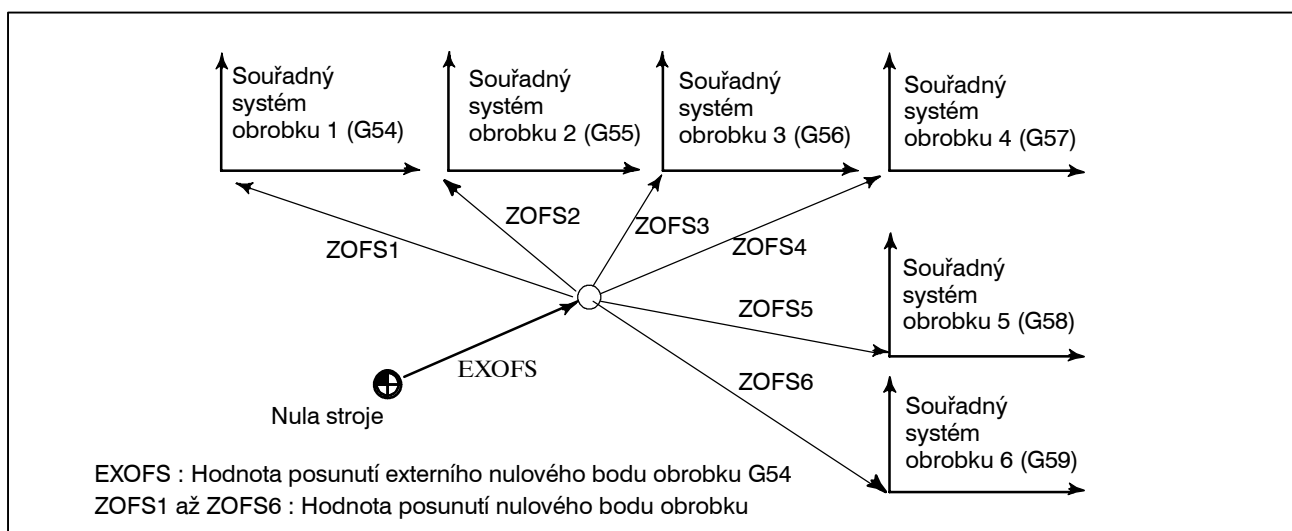 Souřadný
systém
obrobku 1 (G54)
Souřadný
systém
obrobku 2 (G55)
Souřadný
systém
obrobku 3 (G56)
Souřadný
systém
obrobku 4 (G57)
ZOFS1
ZOFS2
ZOFS3
ZOFS4
ZOFS5
Souřadný
systém
obrobku 5 (G58)
EXOFS
ZOFS6
Nula stroje
Souřadný
systém
obrobku 6 (G59)
EXOFS : Hodnota posunutí externího nulového bodu obrobku G54
ZOFS1 až ZOFS6 : Hodnota posunutí nulového bodu obrobku